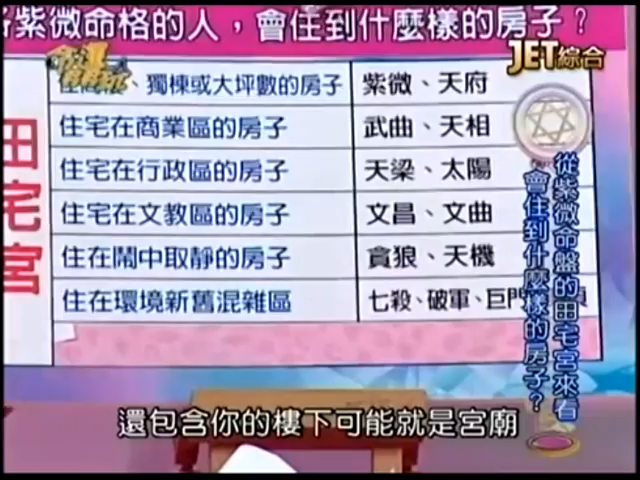 紫微命格的人，會住到什麼樣的房子？
JET綜合
、獨棟或大坪數的房子 紫微、天府
住宅在商業區的房子 武曲、天相
住宅在行政區的房子 天梁、太陽
住宅在文教區的房子 文昌、文曲
住在鬧中取靜的房子 貪狼、天機
住在環境新舊混雜區 七殺、破軍、巨門
田宅宮
從紫微命盤的田宅宮來看
會住到什麼樣的房子？
還包含你的樓下可能就是宮廟